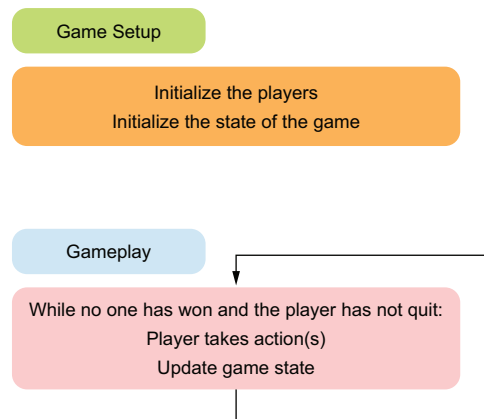 Game Setup
Initialize the players
Initialize the state of the game
Gameplay
While no one has won and the player has not quit:
Player takes action(s)
Update game state